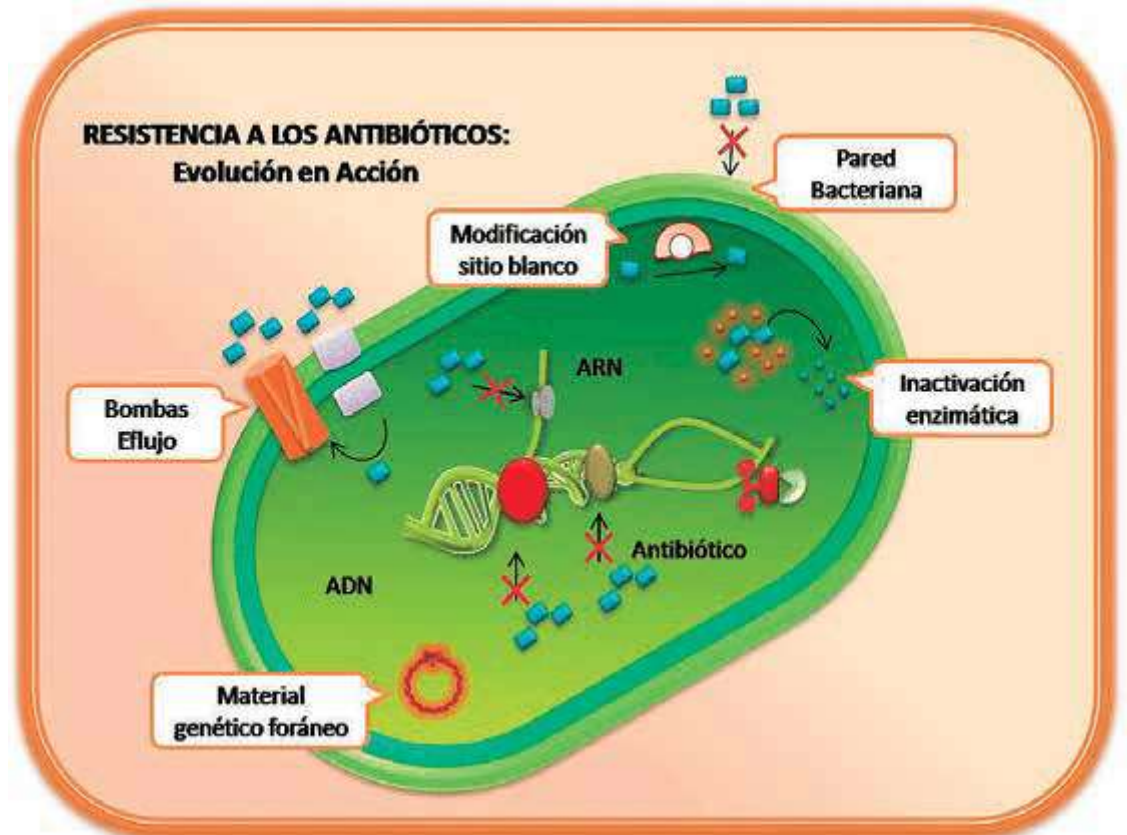 RESISTENCIA A LOS ANTIBIÓTICOS:
Evolución en Acción
Pared
Bacteriana
Modificación
sitio blanco
ARN
Inactivación
enzimática
Bombas
Eflujo
Antibiótico
ADN
Material
genético foráneo